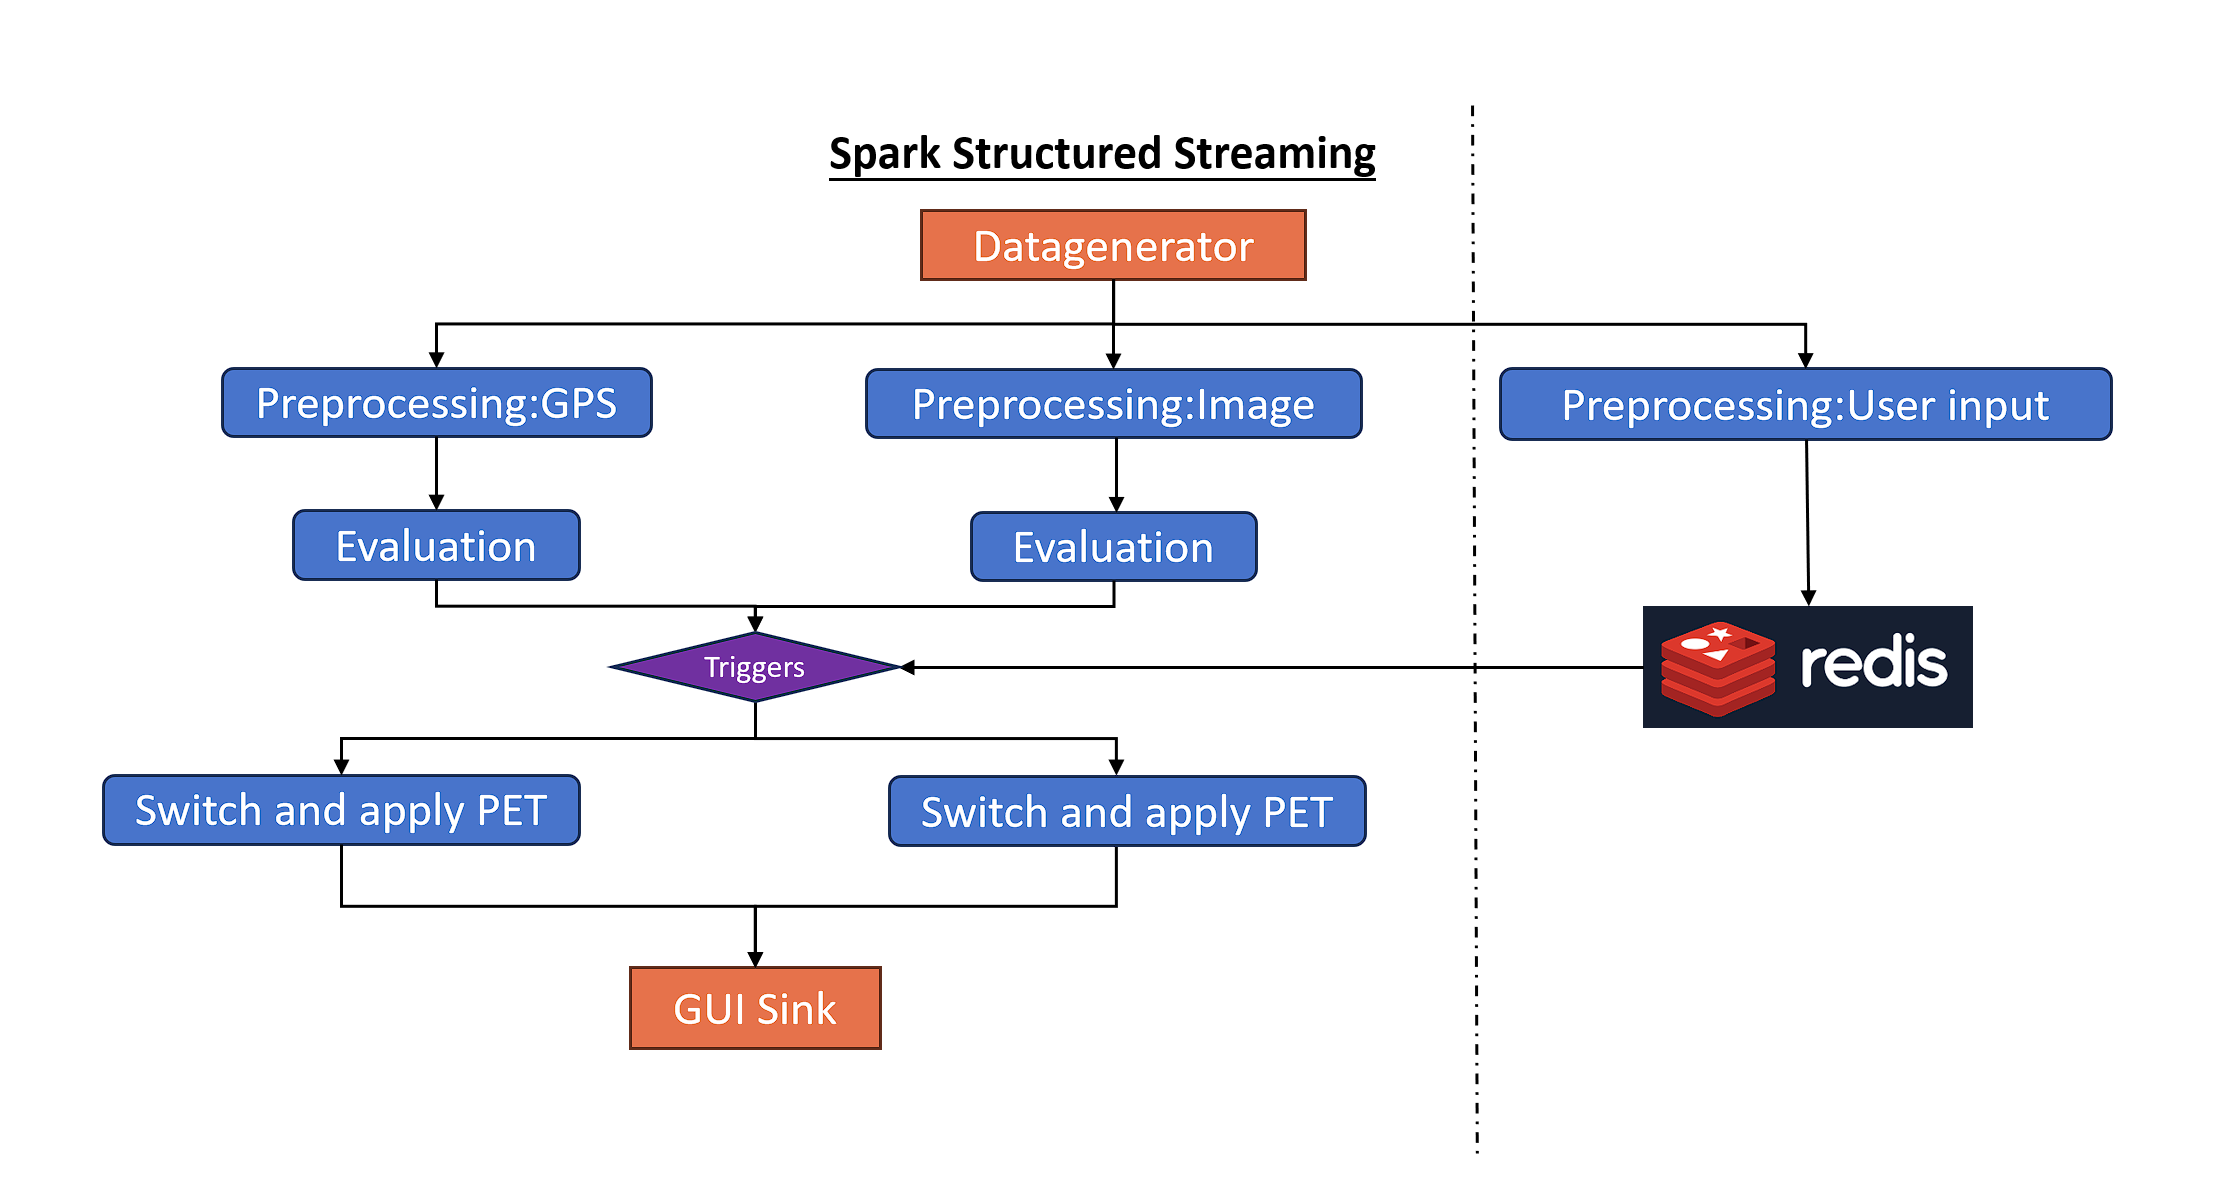 Spark Structured Streaming
Datagenerator
Preprocessing:GPS
Preprocessing:Image
Preprocessing:User input
Evaluation
Evaluation
Triggers
redis
Switch and apply PET
Switch and apply PET
GUI Sink